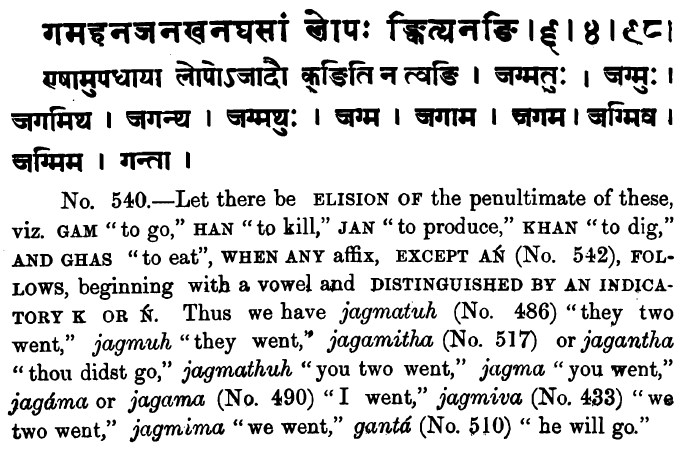 गमहनजनखनघसां लोपः ङ्कित्यनङि । ६ । ४ । ९८ ।
एषामुपधाया लोपोऽजादौ क्ङिति न त्वङि । जग्मतुः । जग्मुः ।
जगमिथ । जगन्थ । जग्मथुः । जग्म । जगाम । जगम । जग्मिव ।
जग्मिम । गन्ता ।
No. 540.—Let there be ELISION OF the penultimate of these,
viz. GAM "to go," HAN "to kill," JAN "to produce," KHAN "to dig,"
AND GHAS "to eat", WHEN ANY affix, EXCEPT AṄ (No. 542), FOL-
LOWS, beginning with a vowel and DISTINGUISHED BY AN INDICA-
TORY K OR Ṅ. Thus we have jagmatuh (No. 486) "they two
went," jagmuh "they went," jagamitha (No. 517) or jagantha
"thou didst go," jagmathuh "you two went," jagma "you went,"
jagáma or jagama (No. 490) "I went," jagmiva (No. 433) "we
two went," jagmima "we went," gantá (No. 510) "he will go."